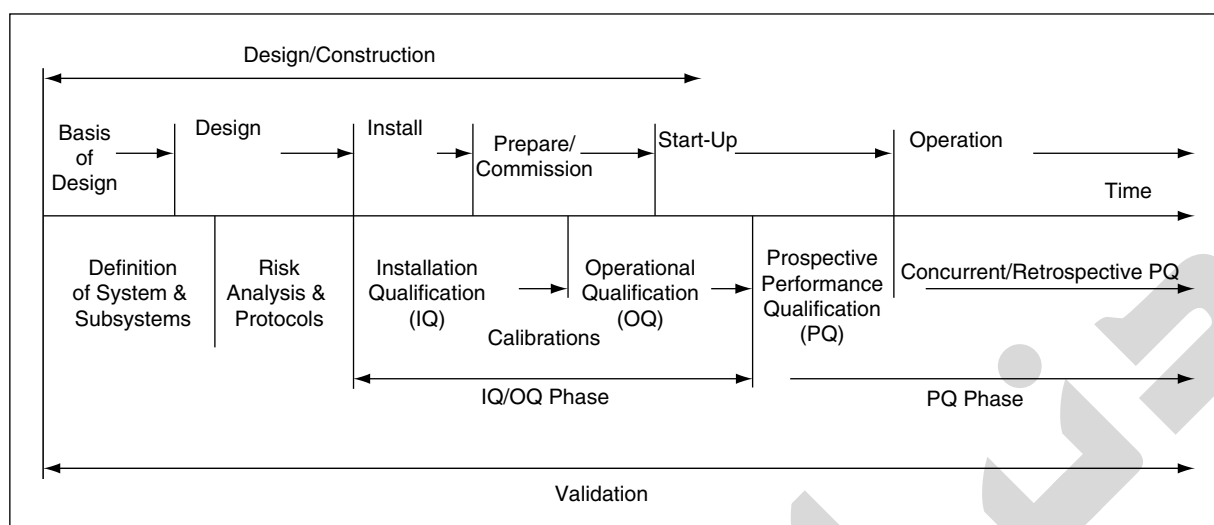 Design/Construction
Basis
of
Design
Design
Install
Prepare/
Commission
Start-Up
Operation
Time
Definition
of System &
Subsystems
Risk
Analysis &
Protocols
Installation
Qualification
(IQ)
Operational
Qualification
(OQ)
Calibrations
Prospective
Performance
Qualification
(PQ)
Concurrent/Retrospective PQ
IQ/OQ Phase
PQ Phase
Validation